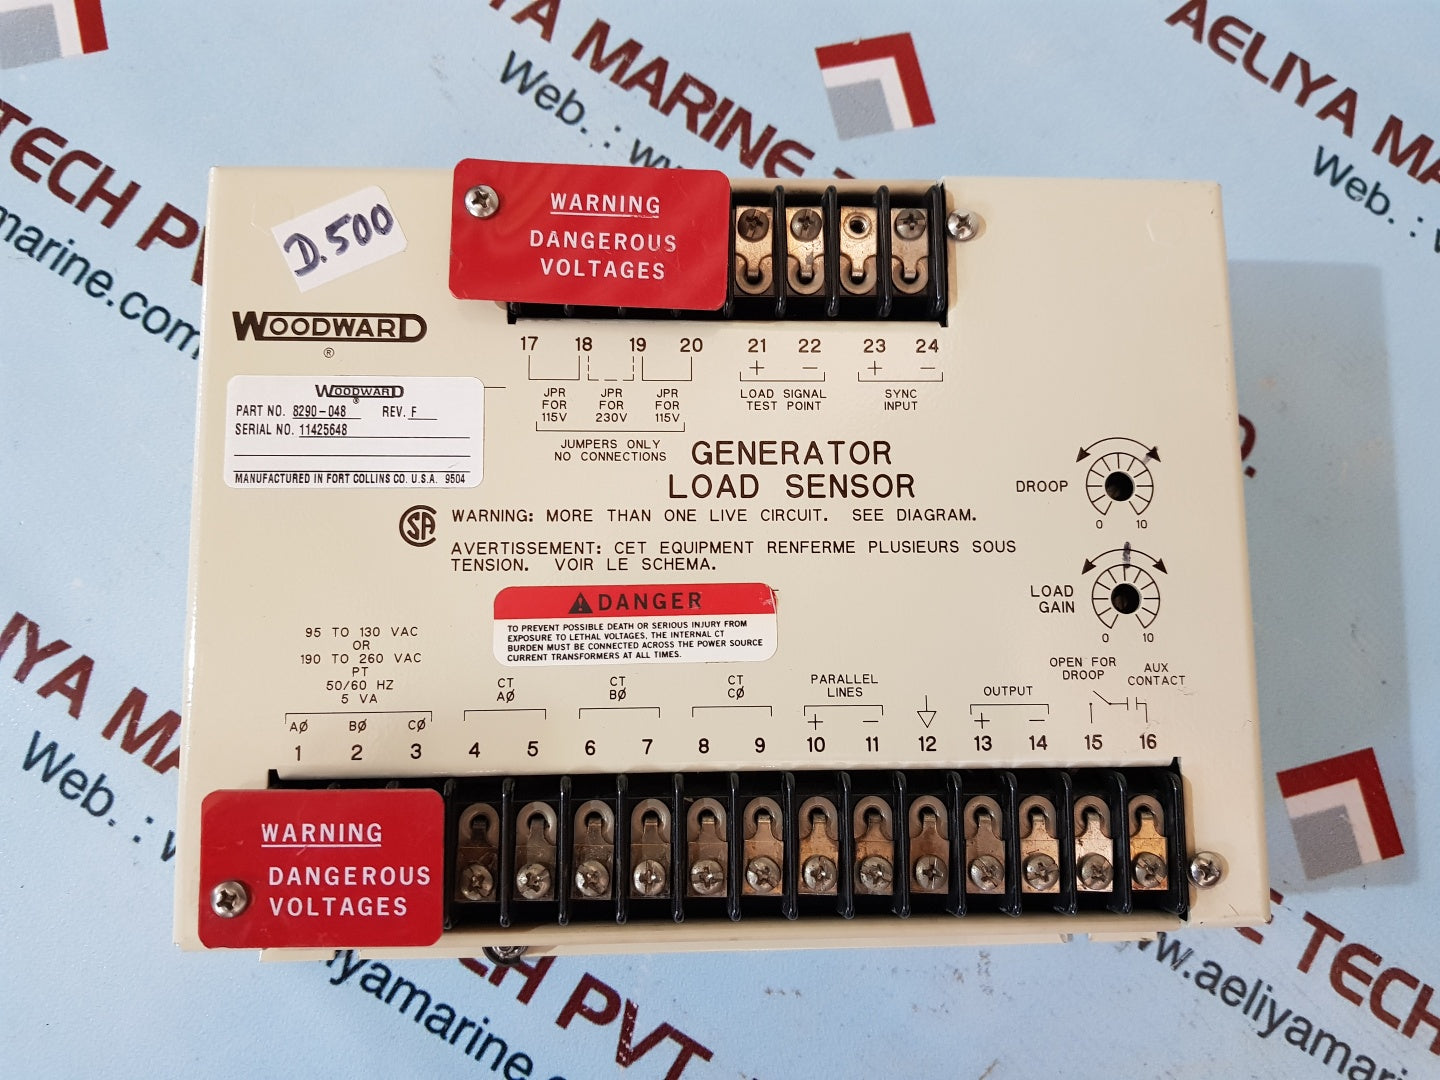 AELIYA MARINE TECH PVT
Web. : www.aeliyamarine.com
D.500
WARNING
DANGEROUS
VOLTAGES
WOODWARD
®
17 18 19 20 21 22 23 24
+ − + −
JPR FOR 115V
JPR FOR 230V
JPR FOR 115V
LOAD SIGNAL
TEST POINT
SYNC
INPUT
JUMPERS ONLY
NO CONNECTIONS
WOODWARD
®
PART NO. 8290-048 REV. F
SERIAL NO. 11425648
MANUFACTURED IN FORT COLLINS CO. U.S.A. 9504
GENERATOR
LOAD SENSOR
DROOP
0 10
CSA
WARNING: MORE THAN ONE LIVE CIRCUIT. SEE DIAGRAM.
AVERTISSEMENT: CET EQUIPMENT RENFERME PLUSIEURS SOUS
TENSION. VOIR LE SCHEMA.
LOAD
GAIN
0 10
DANGER
TO PREVENT POSSIBLE DEATH OR SERIOUS INJURY FROM
EXPOSURE TO LETHAL VOLTAGES, THE INTERNAL CT
BURDEN MUST BE CONNECTED ACROSS THE POWER SOURCE
CURRENT TRANSFORMERS AT ALL TIMES.
95 TO 130 VAC
OR
190 TO 260 VAC
PT
50/60 HZ
5 VA
AØ BØ CØ
CT
AØ
CT
BØ
CT
CØ
PARALLEL
LINES
+ −
OUTPUT
+ −
OPEN FOR
DROOP
AUX
CONTACT
1 2 3 4 5 6 7 8 9 10 11 12 13 14 15 16
WARNING
DANGEROUS
VOLTAGES